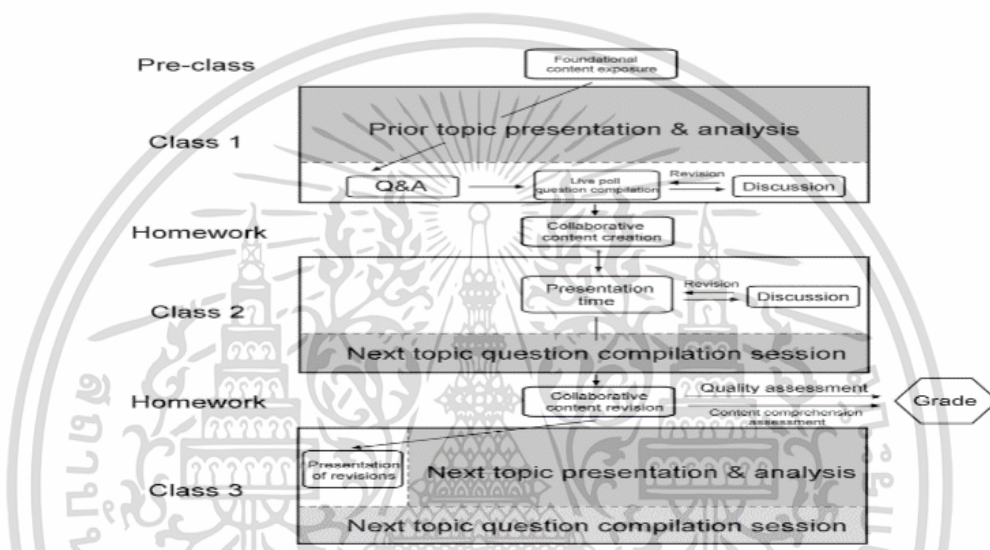 Pre-class
Foundational
content exposure
Class 1
Prior topic presentation & analysis
Q&A
Live poll
question compilation
Revision
Discussion
Homework
Collaborative
content creation
Class 2
Presentation
time
Revision
Discussion
Next topic question compilation session
Homework
Collaborative
content revision
Quality assessment
Content comprehension
assessment
Grade
Class 3
Presentation
of revisions
Next topic presentation & analysis
Next topic question compilation session